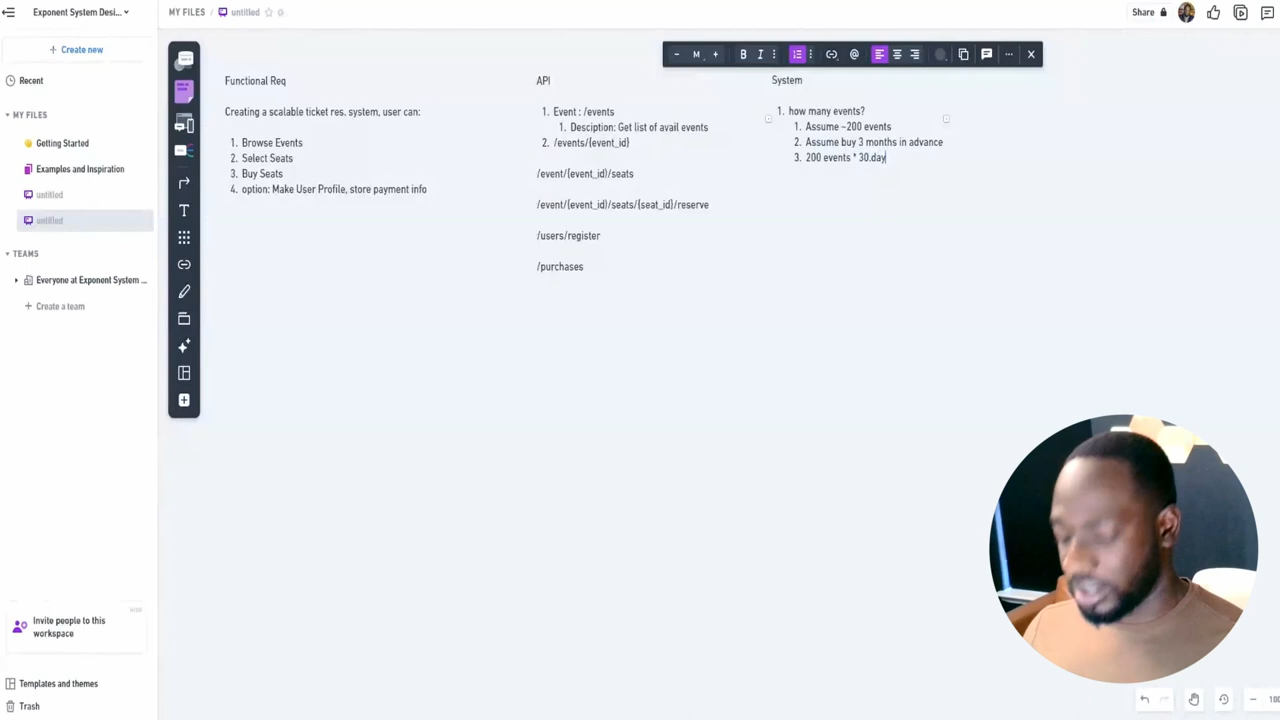 Exponent System Desi...
MY FILES / untitled
Share
+ Create new
Recent
MY FILES
Getting Started
Examples and Inspiration
untitled
untitled
TEAMS
Everyone at Exponent System ...
+ Create a team
Invite people to this
workspace
Templates and themes
Trash
− M + B I @ ...
Functional Req
Creating a scalable ticket res. system, user can:
1. Browse Events
2. Select Seats
3. Buy Seats
4. option: Make User Profile, store payment info
API
1. Event : /events
1. Desciption: Get list of avail events
2. /events/{event_id}
/event/{event_id}/seats
/event/{event_id}/seats/{seat_id}/reserve
/users/register
/purchases
System
1. how many events?
1. Assume ~200 events
2. Assume buy 3 months in advance
3. 200 events * 30.day